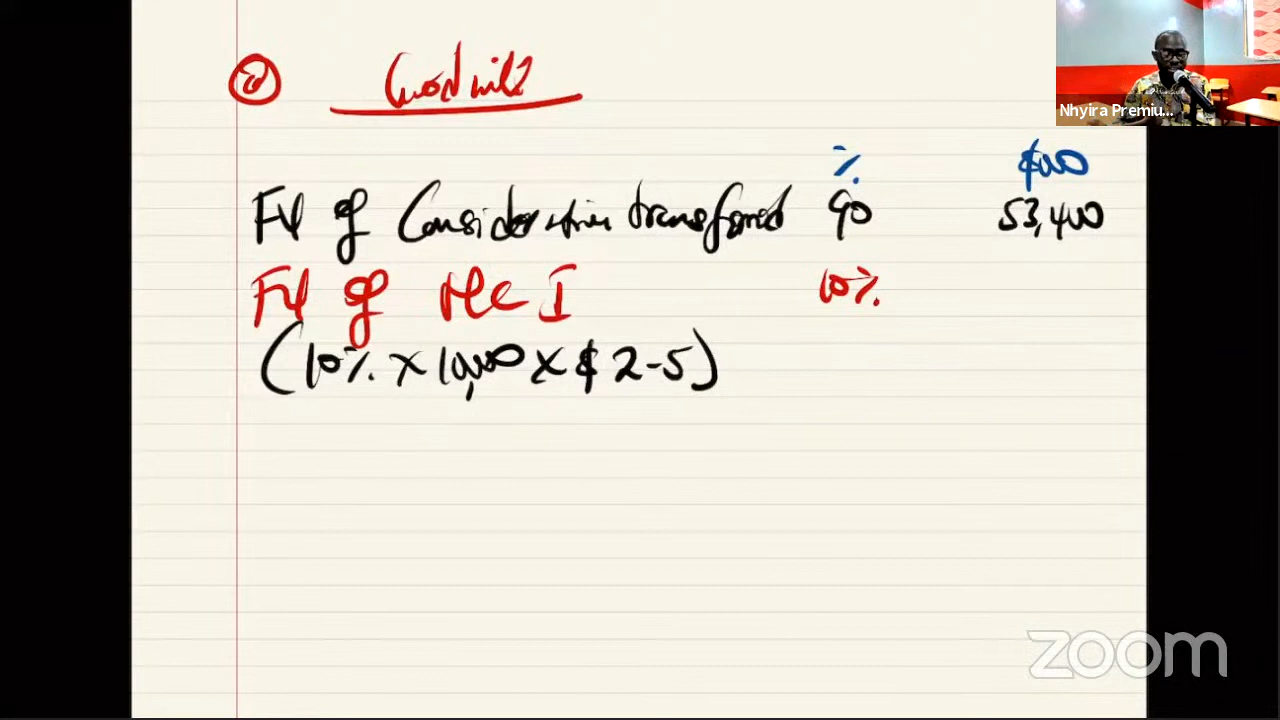 Nhyira Premiu...
d Goodwill
% $000
FV of Consideration transferred 90 53,400
FV of NCI 10%
(10% x 10,000 x $ 2-5)
zoom